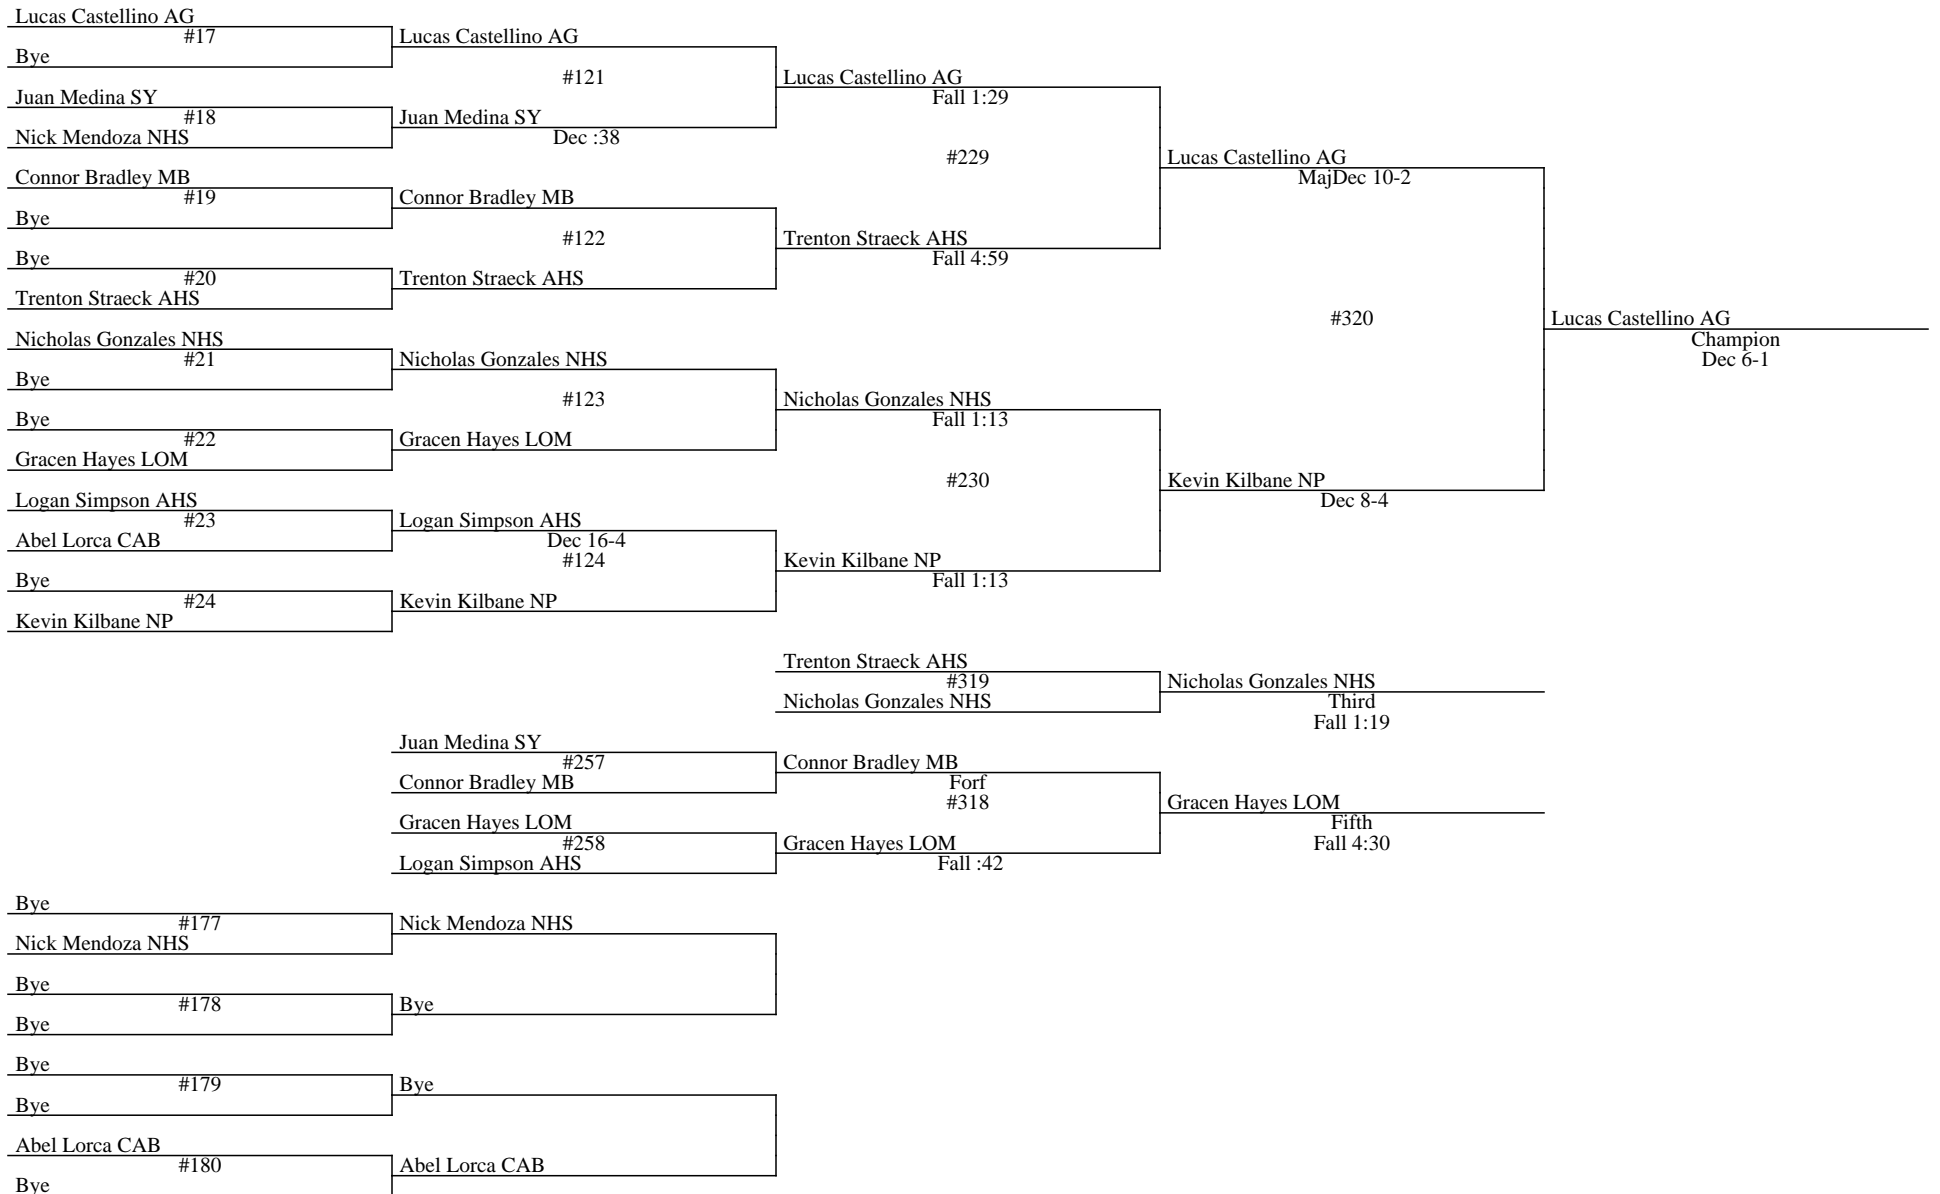 Lucas Castellino AG
#17
Bye
Lucas Castellino AG
#121
Juan Medina SY
#18
Nick Mendoza NHS
Juan Medina SY
Dec :38
Lucas Castellino AG
Fall 1:29
#229
Connor Bradley MB
#19
Bye
Connor Bradley MB
#122
Bye
#20
Trenton Straeck AHS
Trenton Straeck AHS
Trenton Straeck AHS
Fall 4:59
Lucas Castellino AG
MajDec 10-2
#320
Nicholas Gonzales NHS
#21
Bye
Nicholas Gonzales NHS
#123
Bye
#22
Gracen Hayes LOM
Gracen Hayes LOM
Nicholas Gonzales NHS
Fall 1:13
#230
Logan Simpson AHS
#23
Abel Lorca CAB
Logan Simpson AHS
Dec 16-4
#124
Bye
#24
Kevin Kilbane NP
Kevin Kilbane NP
Kevin Kilbane NP
Fall 1:13
Kevin Kilbane NP
Dec 8-4
Lucas Castellino AG
Champion
Dec 6-1
Trenton Straeck AHS
#319
Nicholas Gonzales NHS
Nicholas Gonzales NHS
Third
Fall 1:19
Juan Medina SY
#257
Connor Bradley MB
Connor Bradley MB
Forf
#318
Gracen Hayes LOM
#258
Logan Simpson AHS
Gracen Hayes LOM
Fall :42
Gracen Hayes LOM
Fifth
Fall 4:30
Bye
#177
Nick Mendoza NHS
Nick Mendoza NHS
Bye
#178
Bye
Bye
Bye
#179
Bye
Bye
Abel Lorca CAB
#180
Bye
Abel Lorca CAB